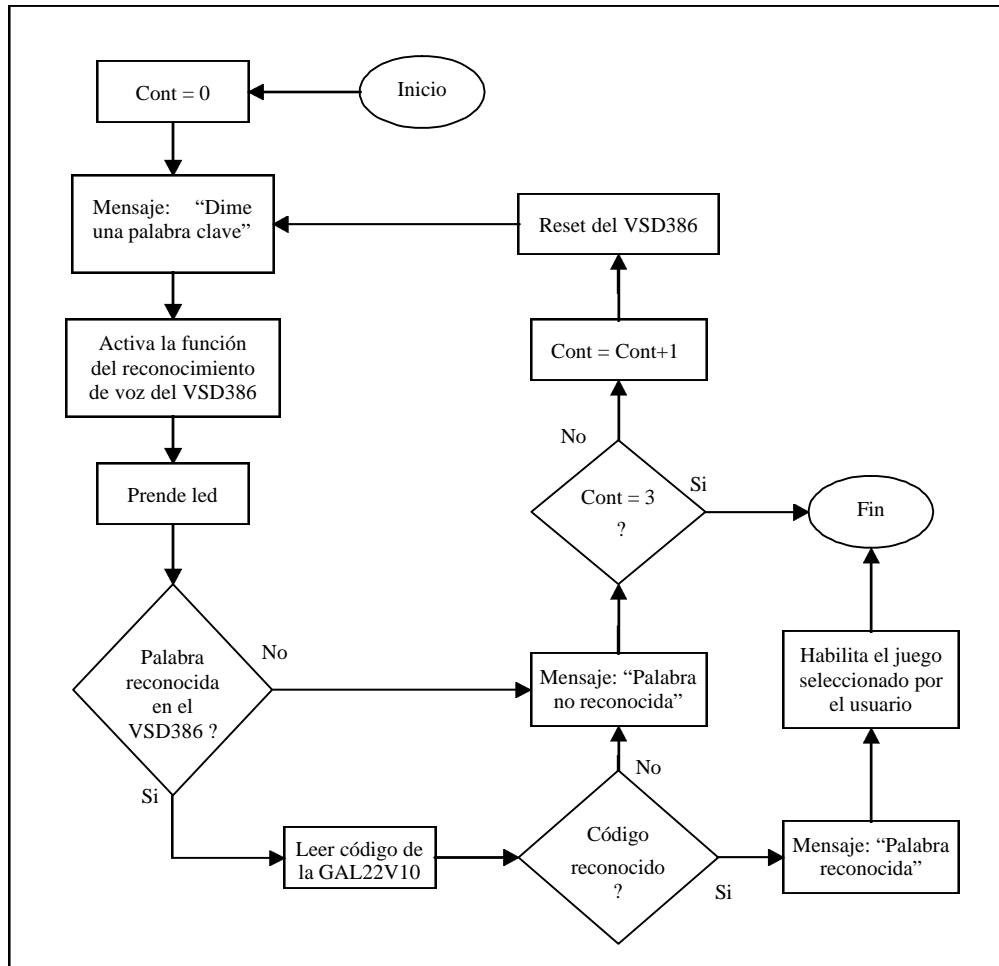 Inicio
Cont = 0
Mensaje: “Dime
una palabra clave”
Reset del VSD386
Activa la función
del reconocimiento
de voz del VSD386
Cont = Cont+1
No
Prende led
Cont = 3
?
Si
Fin
Palabra
reconocida
en el
VSD386 ?
No
Mensaje: “Palabra
no reconocida”
Habilita el juego
seleccionado por
el usuario
Si
No
Leer código de
la GAL22V10
Código
reconocido
?
Si
Mensaje: “Palabra
reconocida”